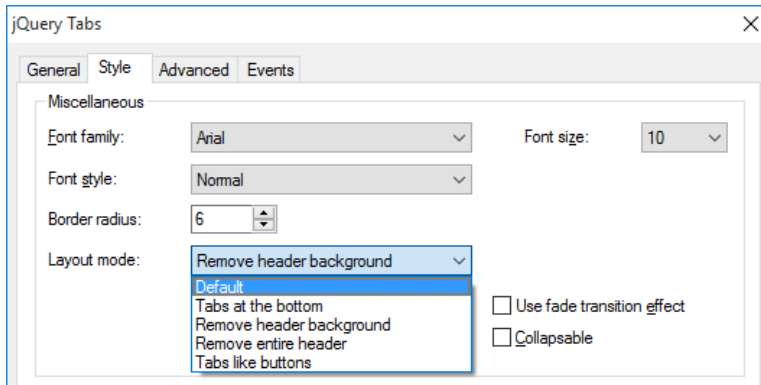 jQuery Tabs
General Style Advanced Events
Miscellaneous
Font family: Arial Font size: 10
Font style: Normal
Border radius: 6
Layout mode: Remove header background
Default
Tabs at the bottom Use fade transition effect
Remove header background
Remove entire header Collapsable
Tabs like buttons